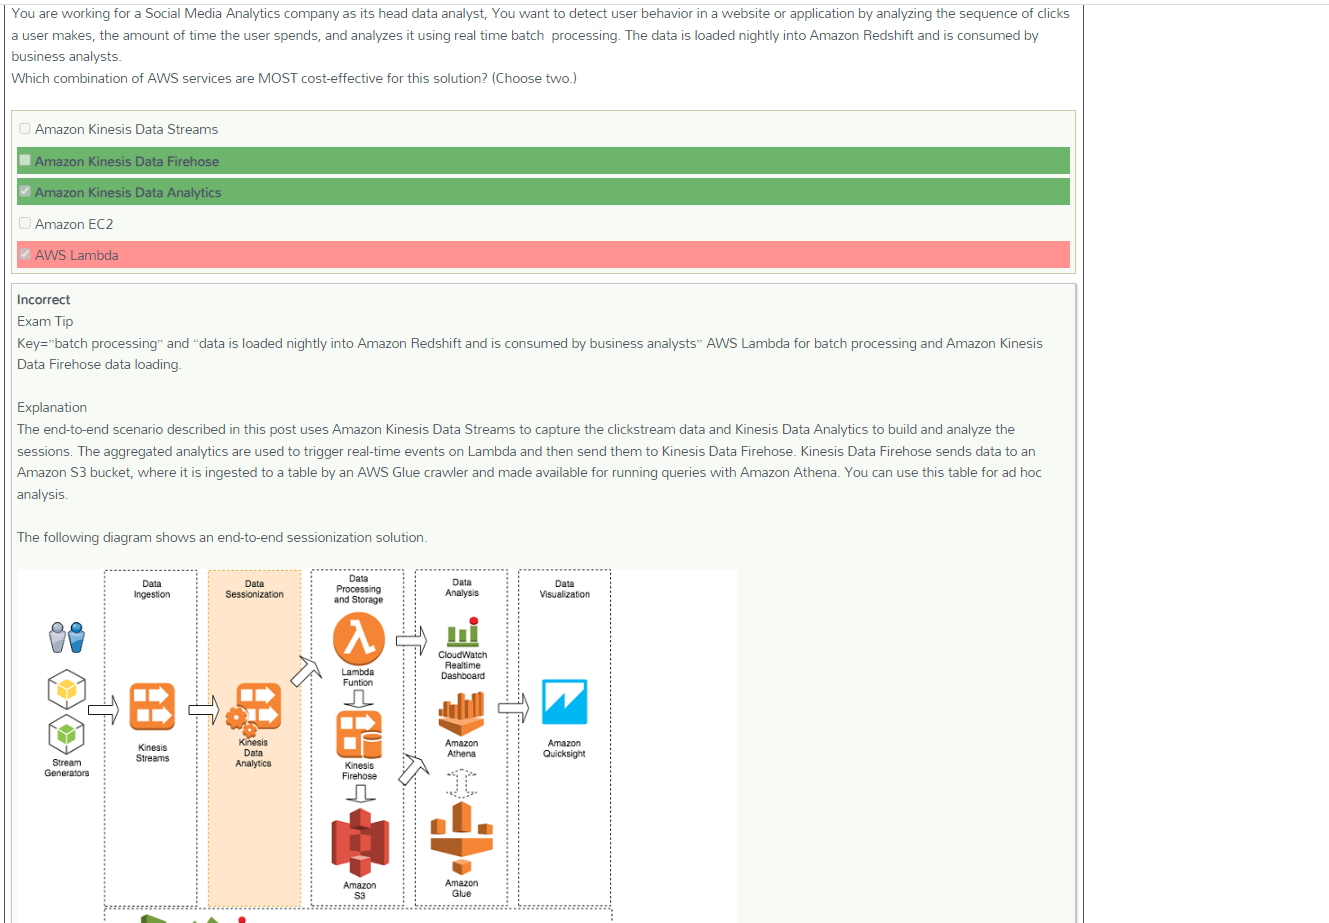 You are working for a Social Media Analytics company as its head data analyst, You want to detect user behavior in a website or application by analyzing the sequence of clicks
a user makes, the amount of time the user spends, and analyzes it using real time batch  processing. The data is loaded nightly into Amazon Redshift and is consumed by
business analysts.
Which combination of AWS services are MOST cost-effective for this solution? (Choose two.)
Amazon Kinesis Data Streams
Amazon Kinesis Data Firehose
Amazon Kinesis Data Analytics
Amazon EC2
AWS Lambda
Incorrect
Exam Tip
Key=”batch processing” and “data is loaded nightly into Amazon Redshift and is consumed by business analysts” AWS Lambda for batch processing and Amazon Kinesis
Data Firehose data loading.
Explanation
The end-to-end scenario described in this post uses Amazon Kinesis Data Streams to capture the clickstream data and Kinesis Data Analytics to build and analyze the
sessions. The aggregated analytics are used to trigger real-time events on Lambda and then send them to Kinesis Data Firehose. Kinesis Data Firehose sends data to an
Amazon S3 bucket, where it is ingested to a table by an AWS Glue crawler and made available for running queries with Amazon Athena. You can use this table for ad hoc
analysis.
The following diagram shows an end-to-end sessionization solution.
Data
Ingestion
Data
Sessionization
Data
Processing
and Storage
Data
Analysis
Data
Visualization
Stream
Generators
Kinesis
Streams
Kinesis
Data
Analytics
Lambda
Funtion
Kinesis
Firehose
Amazon
S3
CloudWatch
Realtime
Dashboard
Amazon
Athena
Amazon
Glue
Amazon
Quicksight